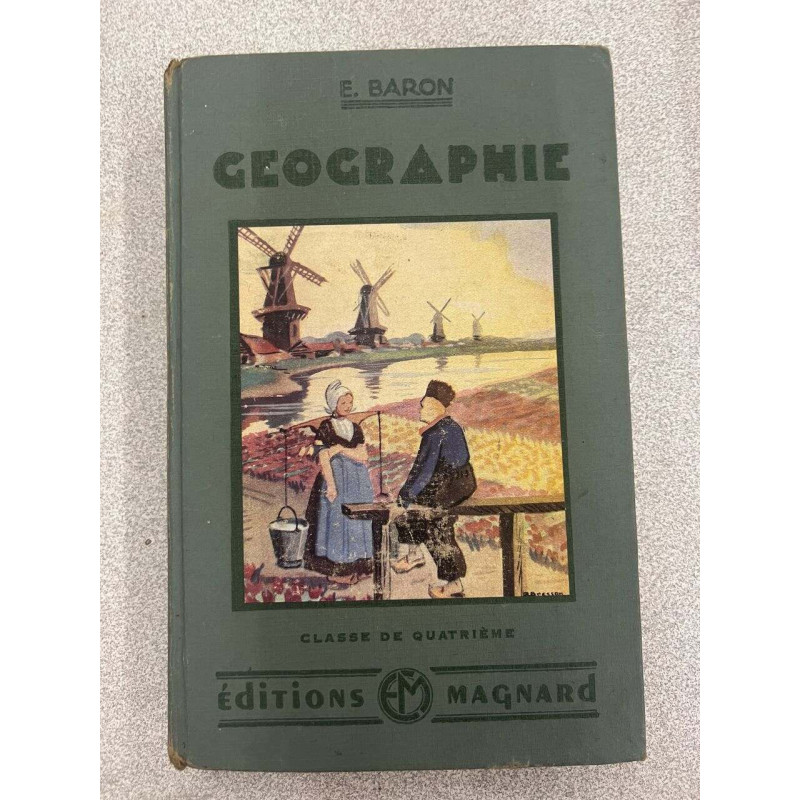 E. BARON
GEOGRAPHIE
CLASSE DE QUATRIÈME
éditions EM MAGNARd